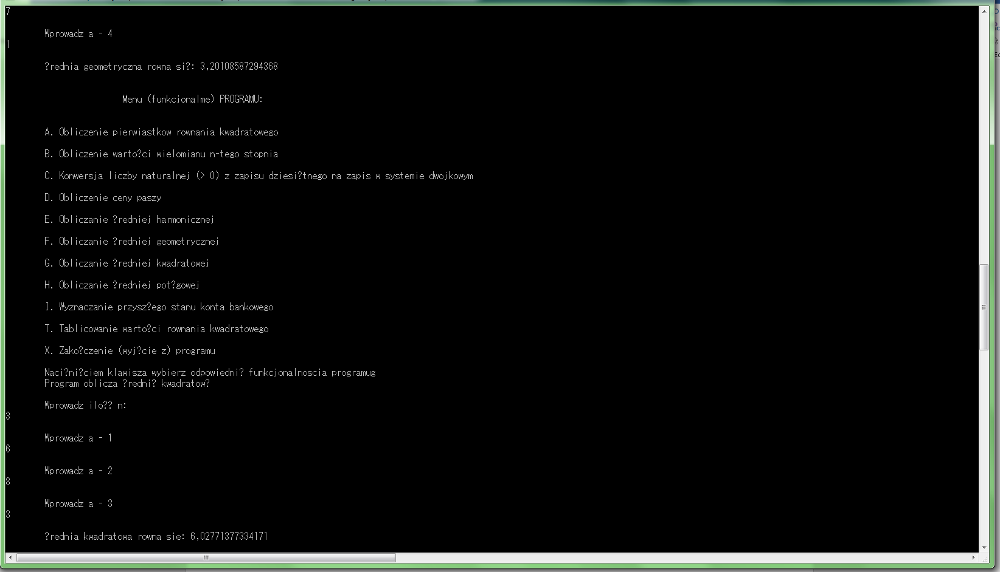 7
Wprowadz a - 4
1
?rednia geometryczna rowna si?: 3,20108587294368
Menu (funkcjonalme) PROGRAMU:
A. Obliczenie pierwiastkow rownania kwadratowego
B. Obliczenie warto?ci wielomianu n-tego stopnia
C. Konwersja liczby naturalnej (> 0) z zapisu dziesi?tnego na zapis w systemie dwojkowym
D. Obliczenie ceny paszy
E. Obliczanie ?redniej harmonicznej
F. Obliczanie ?redniej geometrycznej
G. Obliczanie ?redniej kwadratowej
H. Obliczanie ?redniej pot?gowej
I. Wyznaczanie przysz?ego stanu konta bankowego
T. Tablicowanie warto?ci rownania kwadratowego
X. Zako?czenie (wyj?cie z) programu
Naci?ni?ciem klawisza wybierz odpowiedni? funkcjonalnoscia programug
Program oblicza ?redni? kwadratow?
Wprowadz ilo?? n:
3
Wprowadz a - 1
6
Wprowadz a - 2
8
Wprowadz a - 3
3
?rednia kwadratowa rowna sie: 6,02771377334171